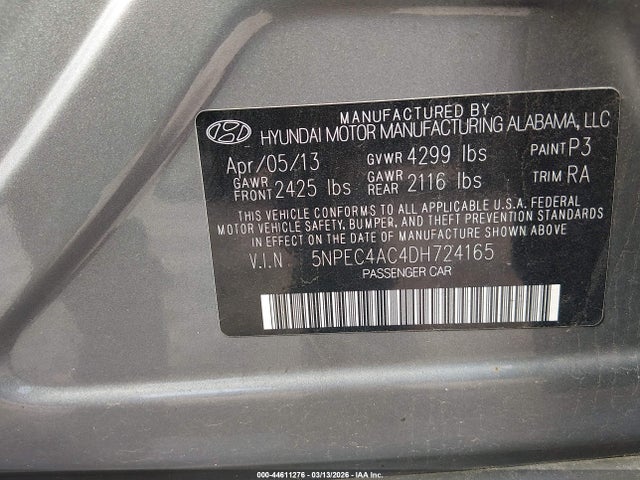 MANUFACTURED BY
HYUNDAI MOTOR MANUFACTURING ALABAMA, LLC
Apr/05/13 GVWR 4299 lbs PAINT P3
GAWR FRONT 2425 lbs GAWR REAR 2116 lbs TRIM RA
THIS VEHICLE CONFORMS TO ALL APPLICABLE U.S.A. FEDERAL
MOTOR VEHICLE SAFETY, BUMPER, AND THEFT PREVENTION STANDARDS
IN EFFECT ON THE DATE OF MANUFACTURE SHOWN ABOVE
V.I.N 5NPEC4AC4DH724165
PASSENGER CAR
00-44611276 - 03/13/2026 - IAA Inc.